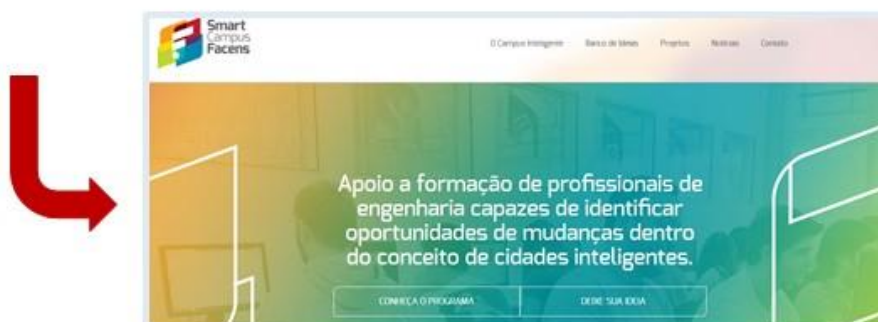 Smart
Campus
Facens
O Campus Inteligente Banco de Ideias Projetos Notícias Contato
Apoio a formação de profissionais de
engenharia capazes de identificar
oportunidades de mudanças dentro
do conceito de cidades inteligentes.
CONHEÇA O PROGRAMA DEIXE SUA IDEIA